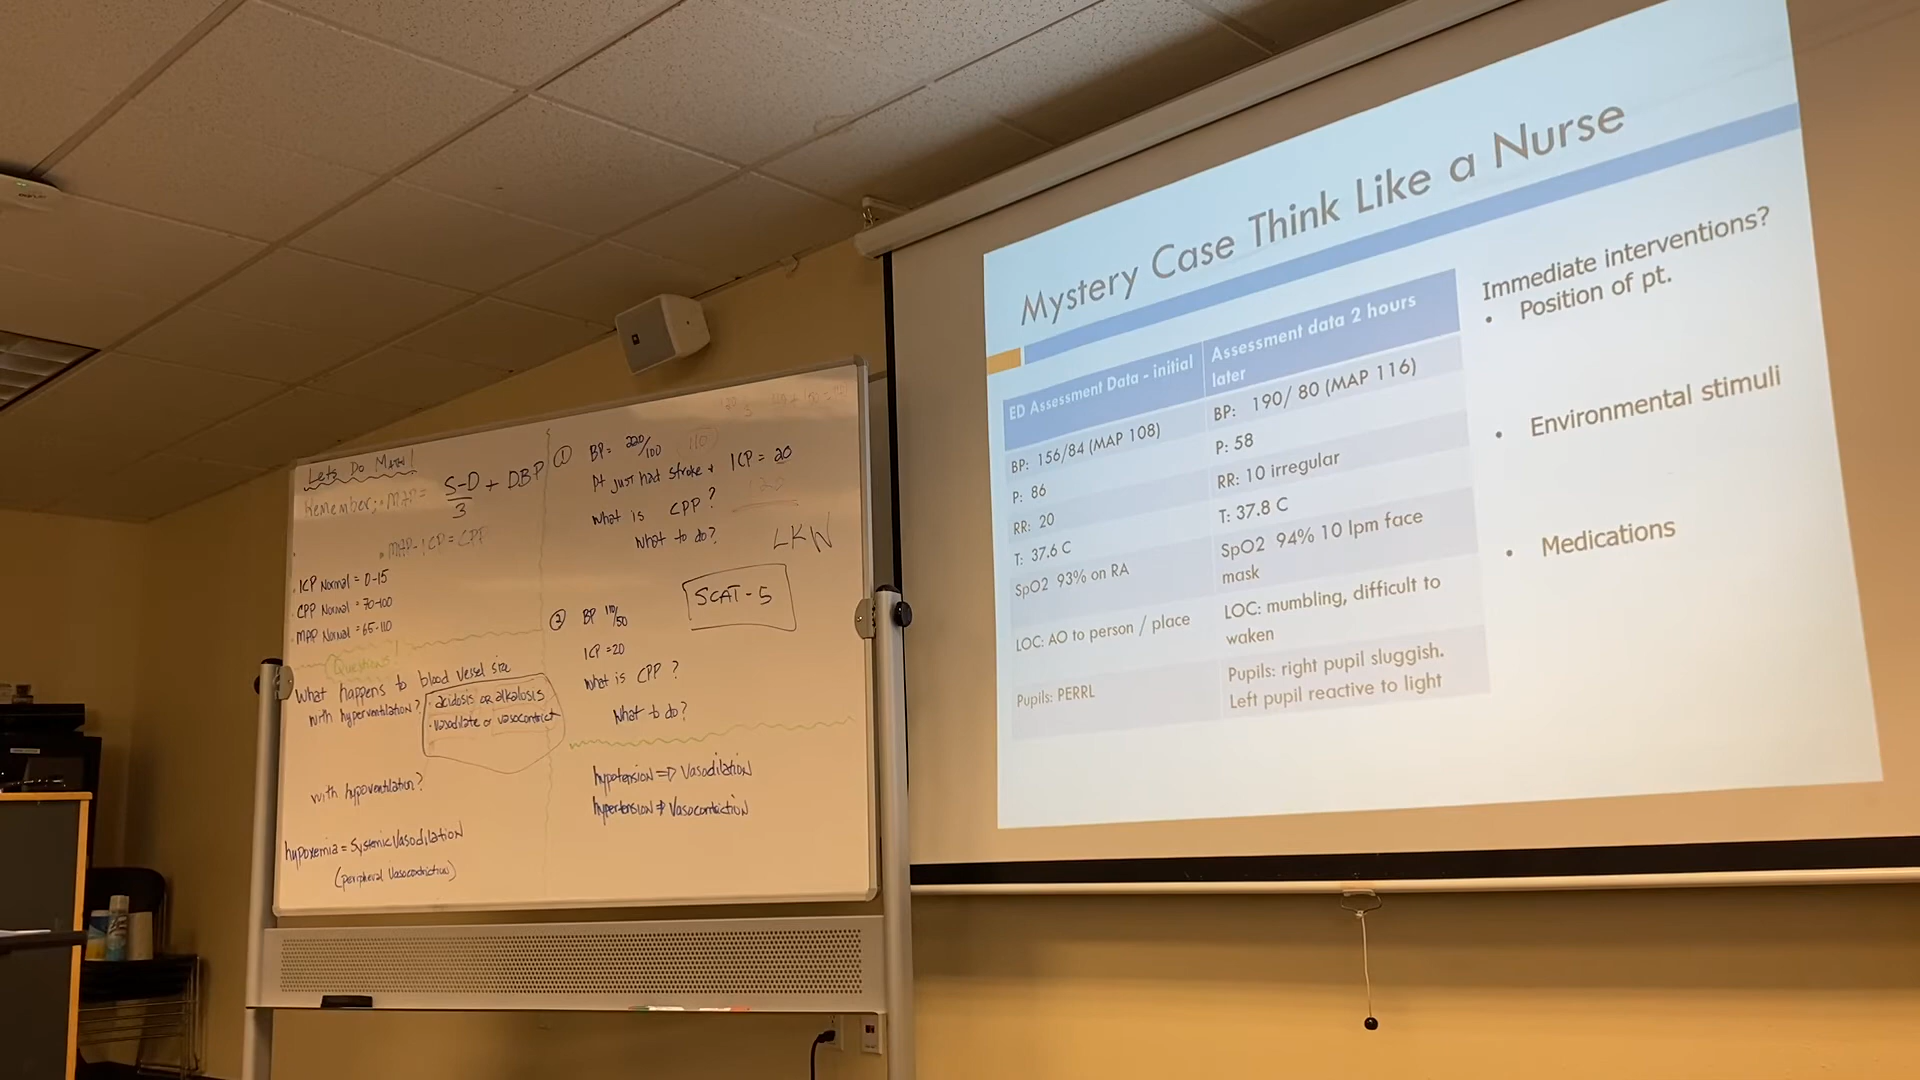 Lets Do Math!
Remember: • MAP = S-D/3 + DBP
• MAP-ICP = CPP
• ICP Normal = 0-15
• CPP Normal = 70-100
• MAP Normal = 65-110
Questions!
What happens to blood vessel size
with hyperventilation?
• acidosis or alkalosis
• Vasodilate or vasocontrict
with hypoventilation?
hypoxemia = Systemic Vasodilation
(peripheral Vasocontriction)
① BP = 220/100 110
Pt just had stroke + ICP = 20
What is CPP? 120
What to do?
LKW
SCAT-5
② BP 110/50
ICP = 20
What is CPP?
What to do?
hypotension => Vasodilation
hypertension => Vasocontriction
Mystery Case Think Like a Nurse
ED Assessment Data - initial
Assessment data 2 hours
later
BP: 156/84 (MAP 108)
BP: 190/ 80 (MAP 116)
P: 86
P: 58
RR: 20
RR: 10 irregular
T: 37.6 C
T: 37.8 C
SpO2 93% on RA
SpO2 94% 10 lpm face
mask
LOC: AO to person / place
LOC: mumbling, difficult to
waken
Pupils: PERRL
Pupils: right pupil sluggish.
Left pupil reactive to light
Immediate interventions?
• Position of pt.
• Environmental stimuli
• Medications